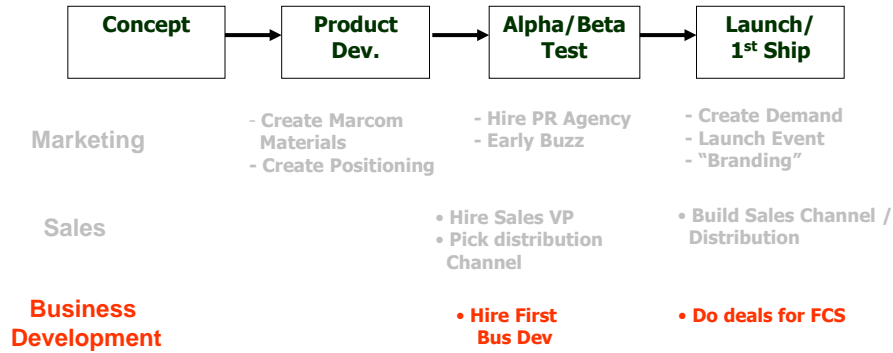 Concept
Product
Dev.
Alpha/Beta
Test
Launch/
1st Ship
Marketing
- Create Marcom
Materials
- Create Positioning
- Hire PR Agency
- Early Buzz
- Create Demand
- Launch Event
- “Branding”
Sales
• Hire Sales VP
• Pick distribution
Channel
• Build Sales Channel /
Distribution
Business
Development
• Hire First
Bus Dev
• Do deals for FCS